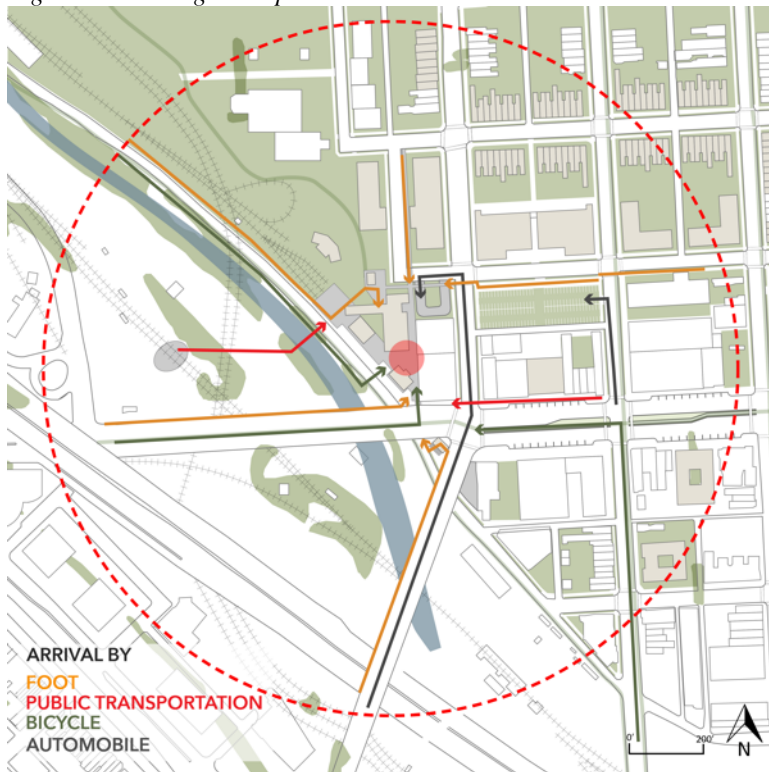 ARRIVAL BY
FOOT
PUBLIC TRANSPORTATION
BICYCLE
AUTOMOBILE
0' 200'
N